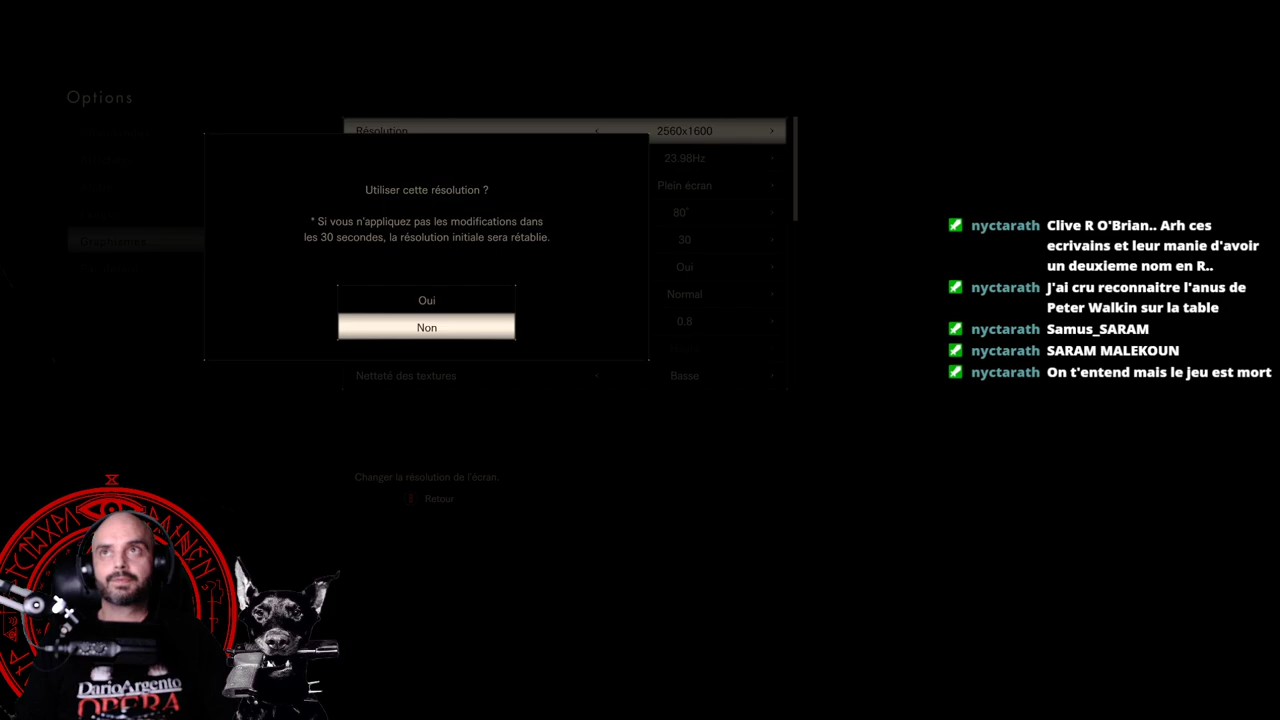 Options
Résolution
2560x1600
23.98Hz
Plein écran
80°
30
Oui
Normal
0.8
Graphismes
Utiliser cette résolution ?
* Si vous n'appliquez pas les modifications dans
les 30 secondes, la résolution initiale sera rétablie.
Oui
Non
Netteté des textures
Basse
Changer la résolution de l'écran.
Retour
nyctarath Clive R O'Brian.. Arh ces
ecrivains et leur manie d'avoir
un deuxieme nom en R..
nyctarath J'ai cru reconnaitre l'anus de
Peter Walkin sur la table
nyctarath Samus_SARAM
nyctarath SARAM MALEKOUN
nyctarath On t'entend mais le jeu est mort
DarioArgento
OPERA